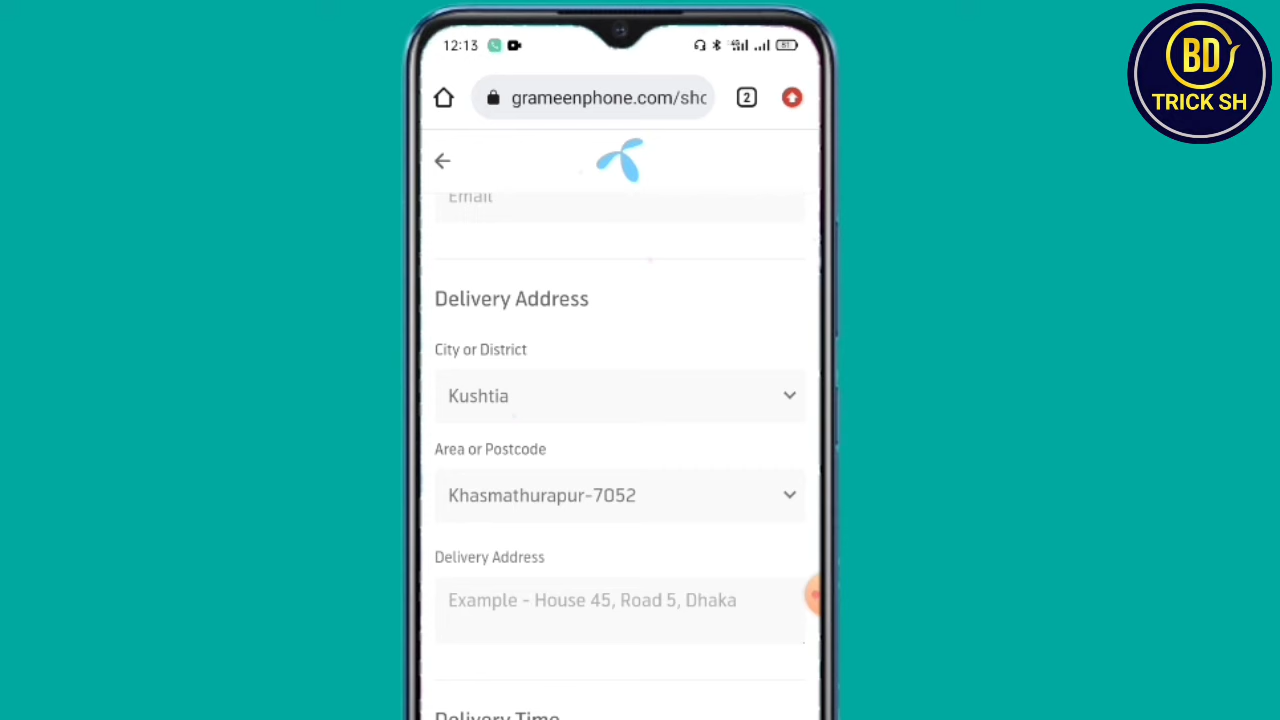 12:13
81
BD
TRICK SH
grameenphone.com/sho
2
Email
Delivery Address
City or District
Kushtia
Area or Postcode
Khasmathurapur-7052
Delivery Address
Example - House 45, Road 5, Dhaka
Delivery Time